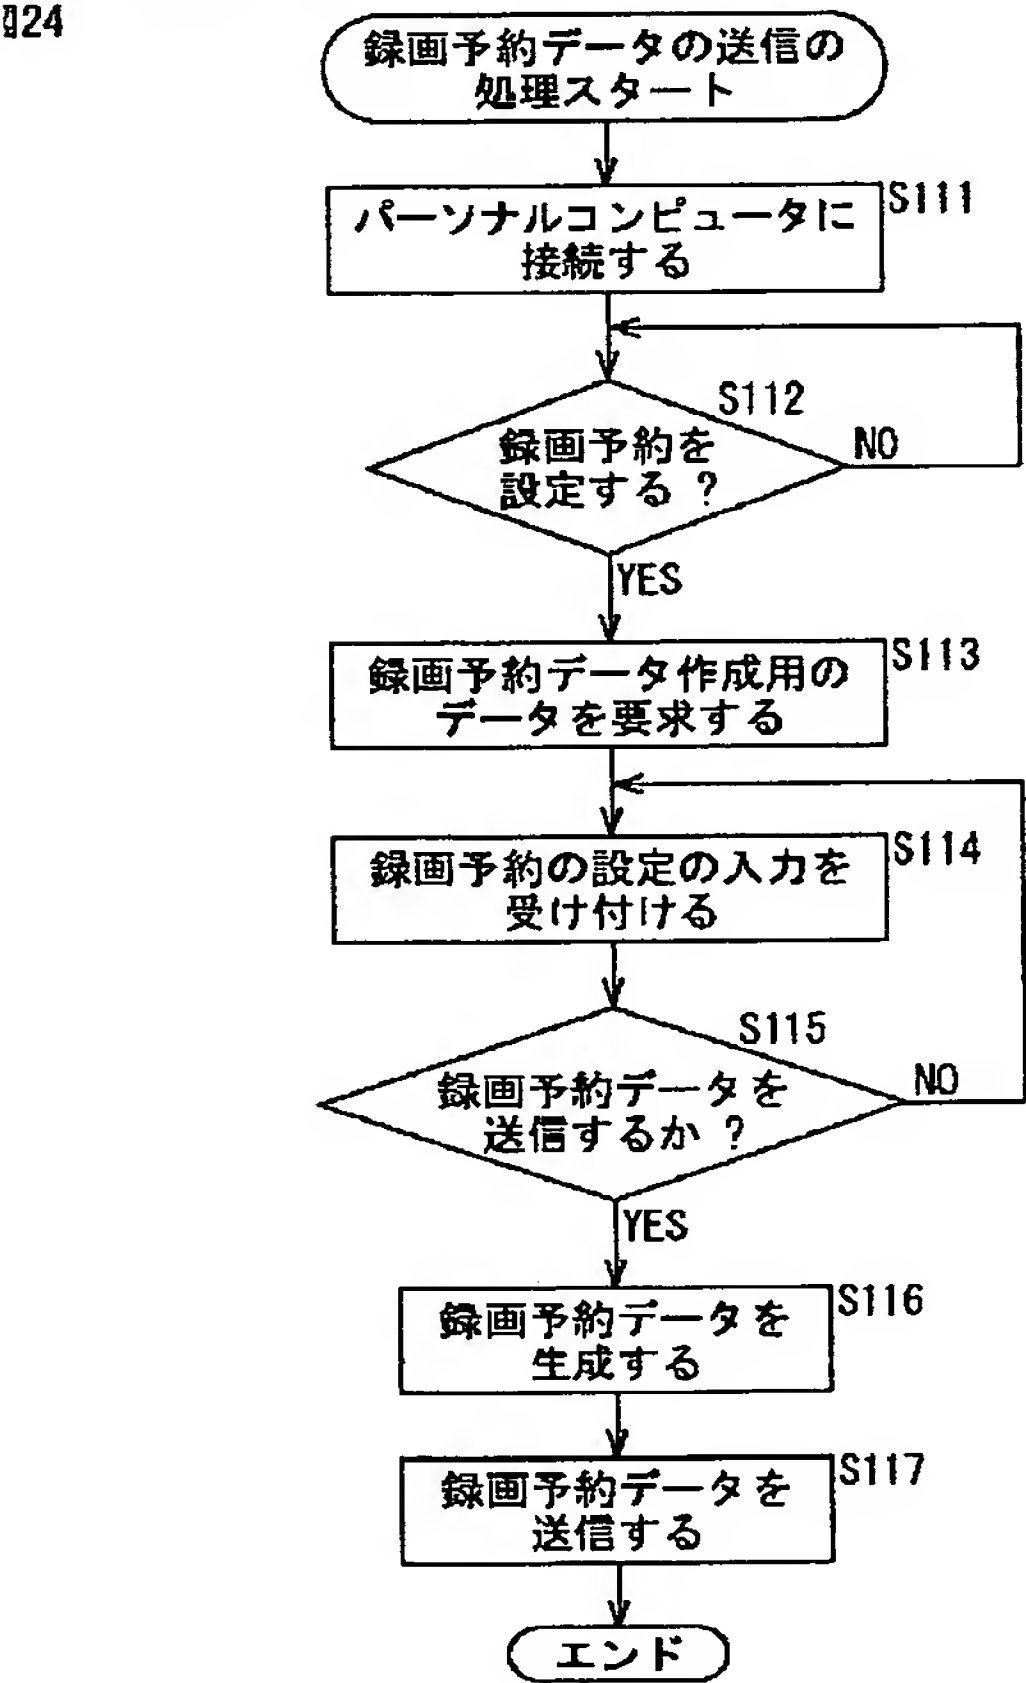 24
録画予約データの送信の
処理スタート
S111
パーソナルコンピュータに
接続する
S112
録画予約を
設定する ?
NO
YES
S113
録画予約データ作成用の
データを要求する
S114
録画予約の設定の入力を
受け付ける
S115
録画予約データを
送信するか ?
NO
YES
S116
録画予約データを
生成する
S117
録画予約データを
送信する
エンド